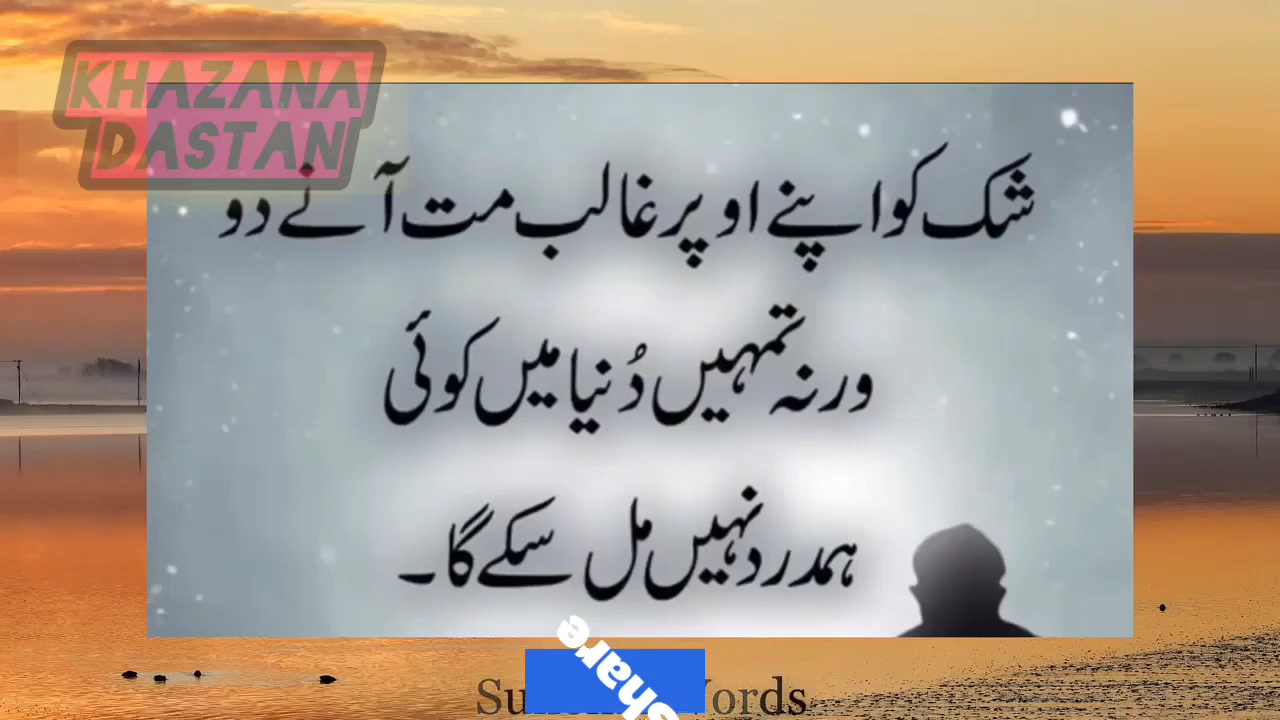 KHAZANA
DASTAN
شک کو اپنے اوپر غالب مت آنے دو
ورنہ تمہیں دُنیا میں کوئی
ہمدرد نہیں مل سکے گا۔
share